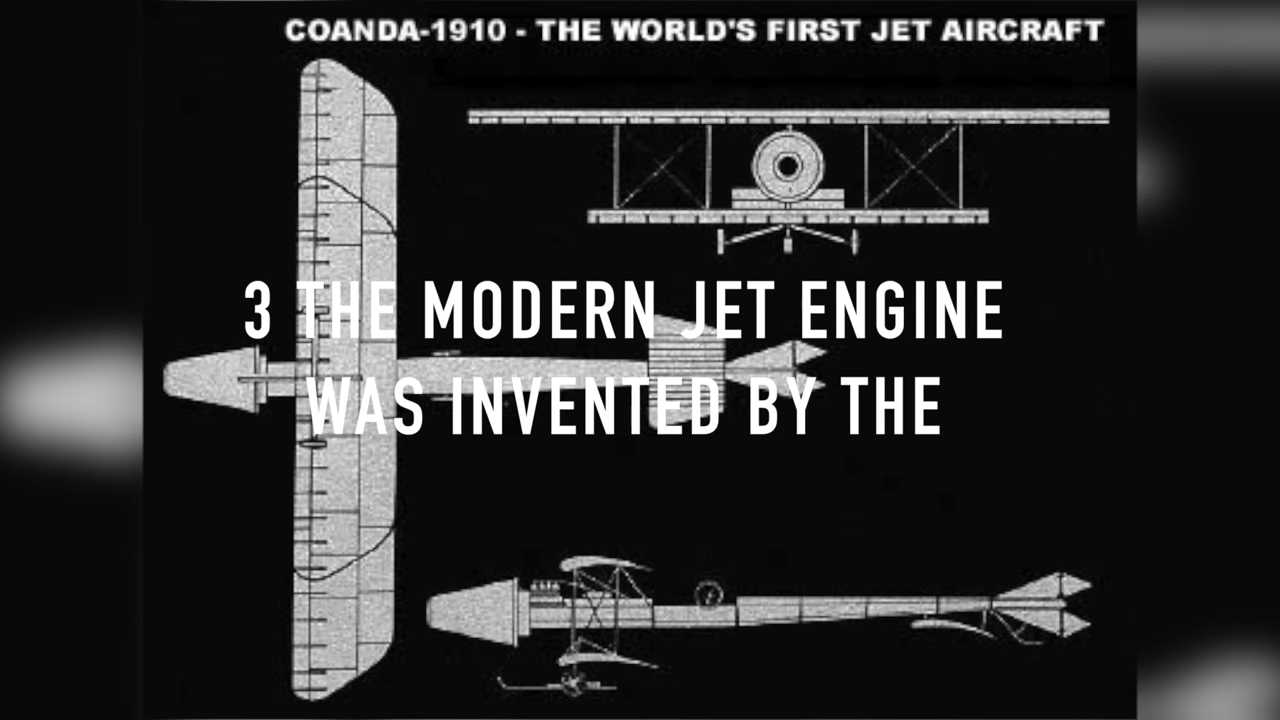 COANDA-1910 - THE WORLD'S FIRST JET AIRCRAFT
3 THE MODERN JET ENGINE
WAS INVENTED BY THE